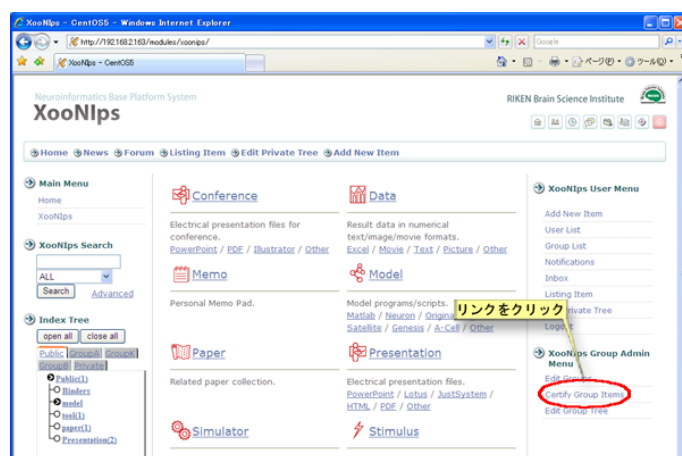 XooNIps - CentOS5 - Windows Internet Explorer
http://192.168.2.163/modules/xoonips/
Google
XooNIps - CentOS5
ページ(P)
ツール(O)
Neuroinformatics Base Platform System
XooNIps
RIKEN Brain Science Institute
Home News Forum Listing Item Edit Private Tree Add New Item
Main Menu
Home
XooNIps
XooNIps Search
ALL
Search Advanced
Index Tree
open all close all
Public GroupA GroupK
GroupB Private
Public(1)
Binders
model
tool(1)
paper(1)
Presentation(2)
Conference
Electrical presentation files for
conference.
PowerPoint / PDF / Illustrator / Other
Data
Result data in numerical
text/image/movie formats.
Excel / Movie / Text / Picture / Other
Memo
Personal Memo Pad.
Model
Model programs/scripts.
Matlab / Neuron /
Satellite / Genesis / A-Cell / Other
リンクをクリック
Paper
Related paper collection.
Presentation
Electrical presentation files.
PowerPoint / Lotus / JustSystem /
HTML / PDF / Other
Simulator
Stimulus
XooNIps User Menu
Add New Item
User List
Group List
Notifications
Inbox
Listing Item
Tree
XooNIps Group Admin
Menu
Edit Groups
Certify Group Items
Edit Group Tree